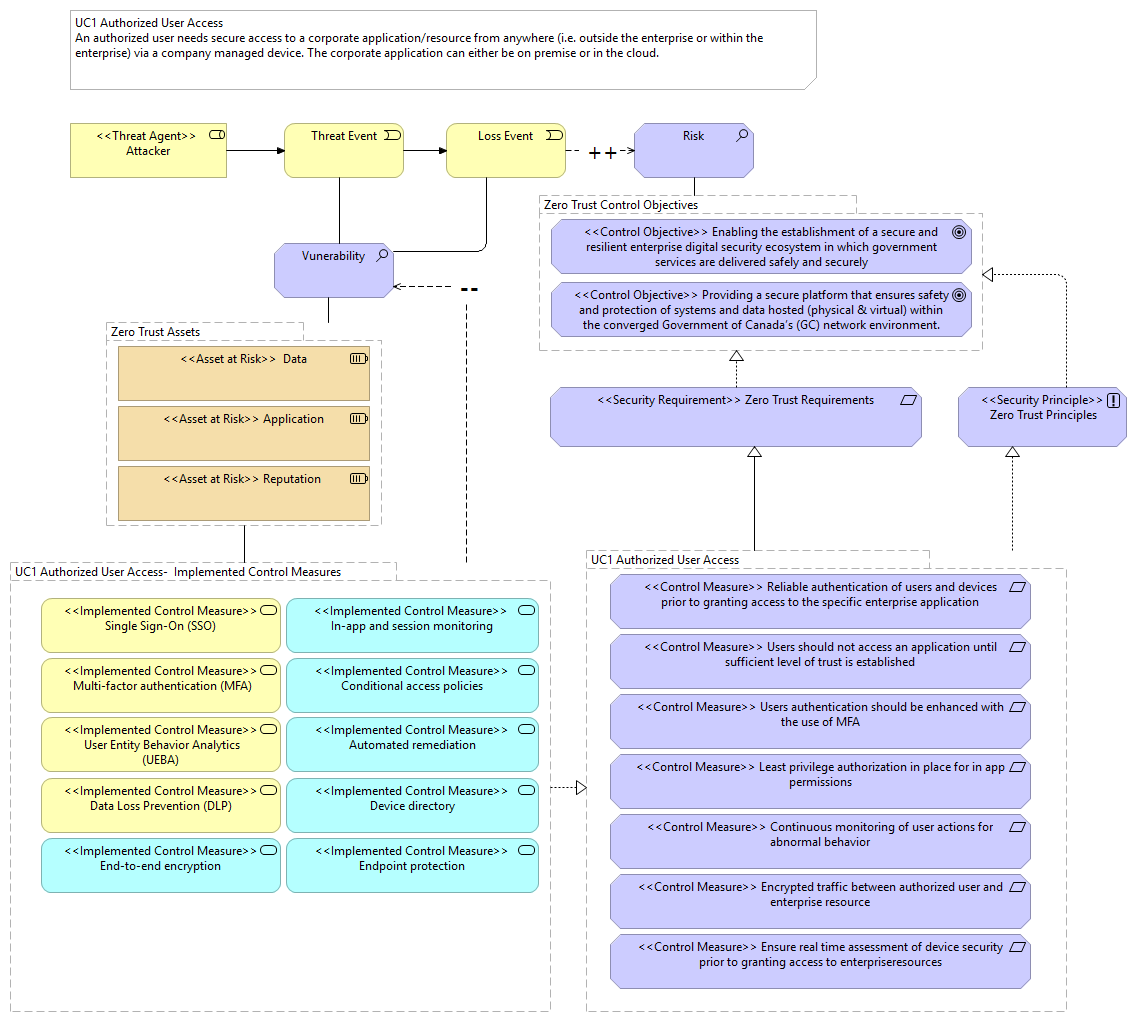 UC1 Authorized User Access
An authorized user needs secure access to a corporate application/resource from anywhere (i.e. outside the enterprise or within the
enterprise) via a company managed device. The corporate application can either be on premise or in the cloud.
<<Threat Agent>>
Attacker
Threat Event
Loss Event
++
Risk
Zero Trust Control Objectives
<<Control Objective>> Enabling the establishment of a secure and
resilient enterprise digital security ecosystem in which government
services are delivered safely and securely
<<Control Objective>> Providing a secure platform that ensures safety
and protection of systems and data hosted (physical & virtual) within
the converged Government of Canada's (GC) network environment.
Vunerability
--
Zero Trust Assets
<<Asset at Risk>>  Data
<<Asset at Risk>> Application
<<Asset at Risk>> Reputation
<<Security Requirement>> Zero Trust Requirements
<<Security Principle>>
Zero Trust Principles
UC1 Authorized User Access-  Implemented Control Measures
<<Implemented Control Measure>>
Single Sign-On (SSO)
<<Implemented Control Measure>>
In-app and session monitoring
<<Implemented Control Measure>>
Multi-factor authentication (MFA)
<<Implemented Control Measure>>
Conditional access policies
<<Implemented Control Measure>>
User Entity Behavior Analytics
(UEBA)
<<Implemented Control Measure>>
Automated remediation
<<Implemented Control Measure>>
Data Loss Prevention (DLP)
<<Implemented Control Measure>>
Device directory
<<Implemented Control Measure>>
End-to-end encryption
<<Implemented Control Measure>>
Endpoint protection
UC1 Authorized User Access
<<Control Measure>> Reliable authentication of users and devices
prior to granting access to the specific enterprise application
<<Control Measure>> Users should not access an application until
sufficient level of trust is established
<<Control Measure>> Users authentication should be enhanced with
the use of MFA
<<Control Measure>> Least privilege authorization in place for in app
permissions
<<Control Measure>> Continuous monitoring of user actions for
abnormal behavior
<<Control Measure>> Encrypted traffic between authorized user and
enterprise resource
<<Control Measure>> Ensure real time assessment of device security
prior to granting access to enterpriseresources